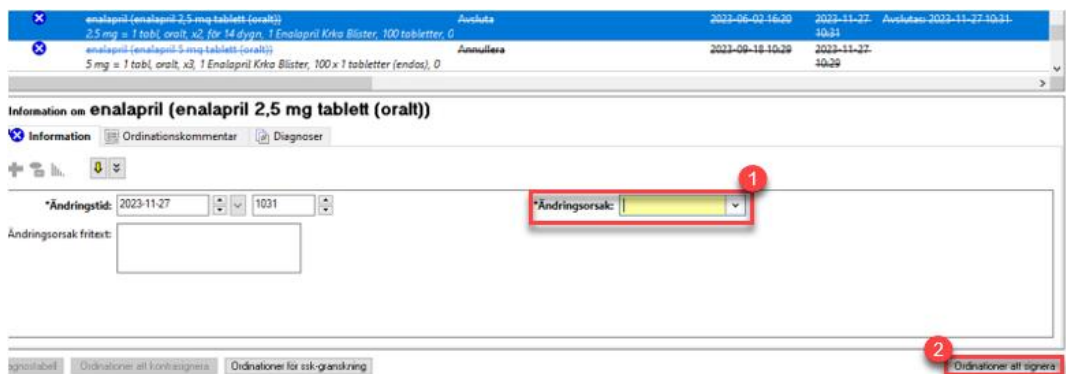 enalapril (enalapril 2,5 mg tablett (oralt)) Avsluta 2023-06-02 16:20 2023-11-27 Avslutas: 2023-11-27 10:31
2.5 mg = 1 tabl, oralt, x2, för 14 dygn, 1 Enalapril Krka Blister, 100 tabletter, 0 10:31
enalapril (enalapril 5 mg tablett (oralt)) Annullera 2023-09-18 10:29 2023-11-27
5 mg = 1 tabl, oralt, x3, 1 Enalapril Krka Blister, 100 x 1 tabletter (endos), 0 10:29
Information om enalapril (enalapril 2,5 mg tablett (oralt))
Information Ordinationskommentar Diagnoser
1
*Ändringstid: 2023-11-27 1031 *Ändringsorsak:
Ändringsorsak fritext:
2
gnostabell Ordinationer att kontrasignera Ordinationer för ssk-granskning Ordinationer att signera